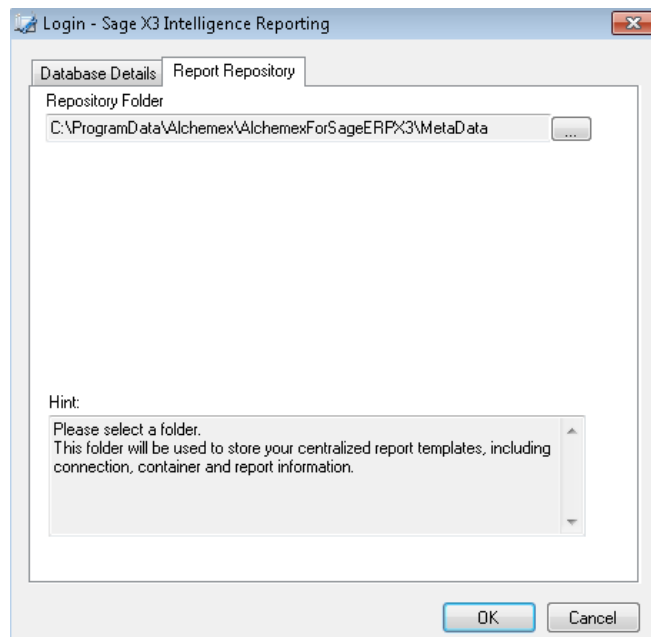 Login - Sage X3 Intelligence Reporting
Database Details
Report Repository
Repository Folder
C:\ProgramData\Alchemex\AlchemexForSageERPX3\MetaData
...
Hint:
Please select a folder.
This folder will be used to store your centralized report templates, including
connection, container and report information.
OK
Cancel